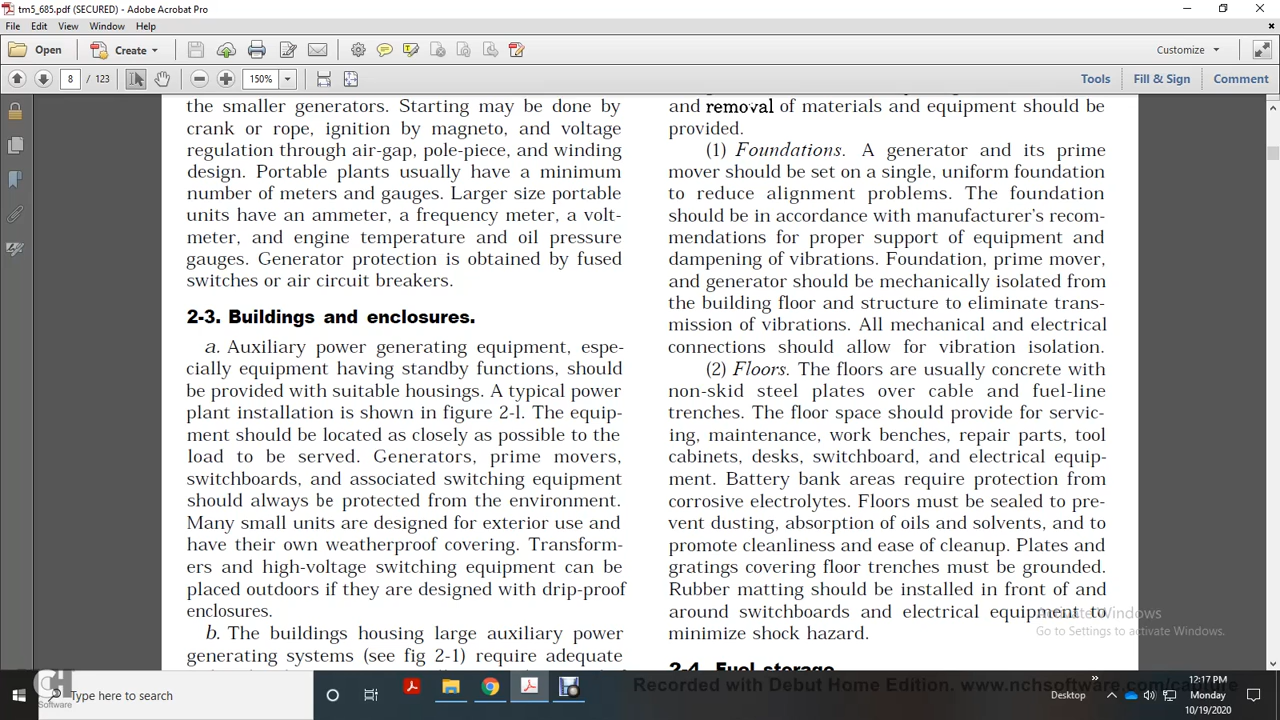 tm5_685.pdf (SECURED) - Adobe Acrobat Pro
File Edit View Window Help
Open Create Customize
8 / 123 150% Tools Fill & Sign Comment
the smaller generators. Starting may be done by
crank or rope, ignition by magneto, and voltage
regulation through air-gap, pole-piece, and winding
design. Portable plants usually have a minimum
number of meters and gauges. Larger size portable
units have an ammeter, a frequency meter, a volt-
meter, and engine temperature and oil pressure
gauges. Generator protection is obtained by fused
switches or air circuit breakers.
2-3. Buildings and enclosures.
a. Auxiliary power generating equipment, espe-
cially equipment having standby functions, should
be provided with suitable housings. A typical power
plant installation is shown in figure 2-l. The equip-
ment should be located as closely as possible to the
load to be served. Generators, prime movers,
switchboards, and associated switching equipment
should always be protected from the environment.
Many small units are designed for exterior use and
have their own weatherproof covering. Transform-
ers and high-voltage switching equipment can be
placed outdoors if they are designed with drip-proof
enclosures.
b. The buildings housing large auxiliary power
generating systems (see fig 2-1) require adequate
and removal of materials and equipment should be
provided.
(1) Foundations. A generator and its prime
mover should be set on a single, uniform foundation
to reduce alignment problems. The foundation
should be in accordance with manufacturer's recom-
mendations for proper support of equipment and
dampening of vibrations. Foundation, prime mover,
and generator should be mechanically isolated from
the building floor and structure to eliminate trans-
mission of vibrations. All mechanical and electrical
connections should allow for vibration isolation.
(2) Floors. The floors are usually concrete with
non-skid steel plates over cable and fuel-line
trenches. The floor space should provide for servic-
ing, maintenance, work benches, repair parts, tool
cabinets, desks, switchboard, and electrical equip-
ment. Battery bank areas require protection from
corrosive electrolytes. Floors must be sealed to pre-
vent dusting, absorption of oils and solvents, and to
promote cleanliness and ease of cleanup. Plates and
gratings covering floor trenches must be grounded.
Rubber matting should be installed in front of and
around switchboards and electrical equipment to
minimize shock hazard.
2-4. Fuel storage.
Activate Windows
Go to Settings to activate Windows.
Recorded with Debut Home Edition. www.nchsoftware.com/capture
CH
Software
Type here to search
Desktop
12:17 PM
Monday
10/19/2020